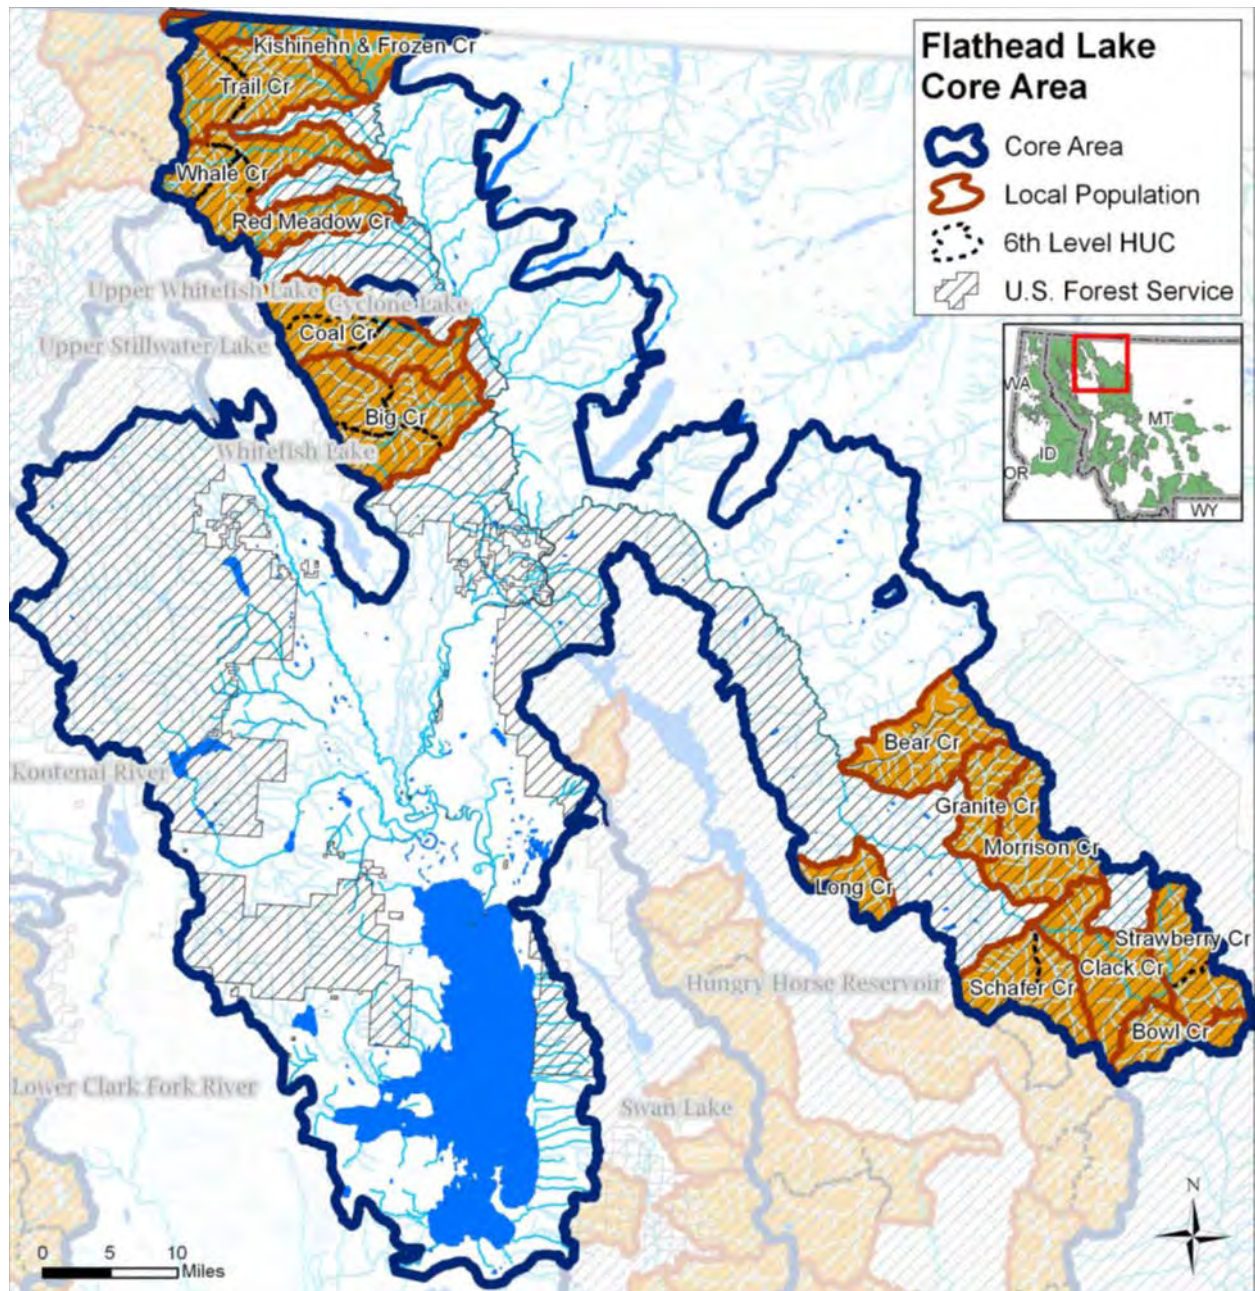 Flathead Lake
Core Area
Core Area
Local Population
6th Level HUC
U.S. Forest Service
Kishinehn & Frozen Cr
Trail Cr
Whale Cr
Red Meadow Cr
Upper Whitefish Lake
Cyclone Lake
Coal Cr
Upper Stillwater Lake
Big Cr
Whitefish Lake
WA
MT
ID
OR
WY
Bear Cr
Kootenai River
Granite Cr
Morrison Cr
Long Cr
Strawberry Cr
Clack Cr
Hungry Horse Reservoir
Schafer Cr
Bowl Cr
Lower Clark Fork River
Swan Lake
N
0 5 10
Miles